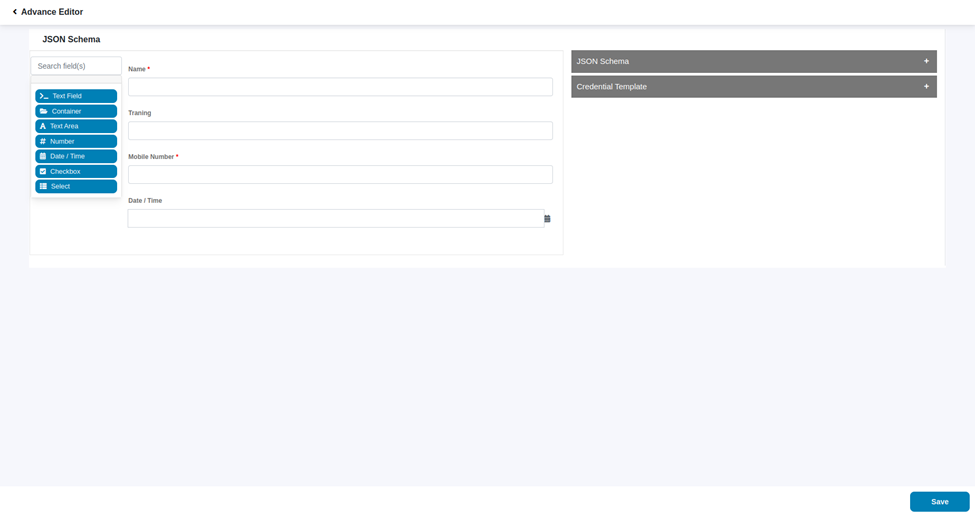 Advance Editor
JSON Schema
Search field(s)
Text Field
Container
Text Area
Number
Date / Time
Checkbox
Select
Name *
Traning
Mobile Number *
Date / Time
JSON Schema +
Credential Template +
Save